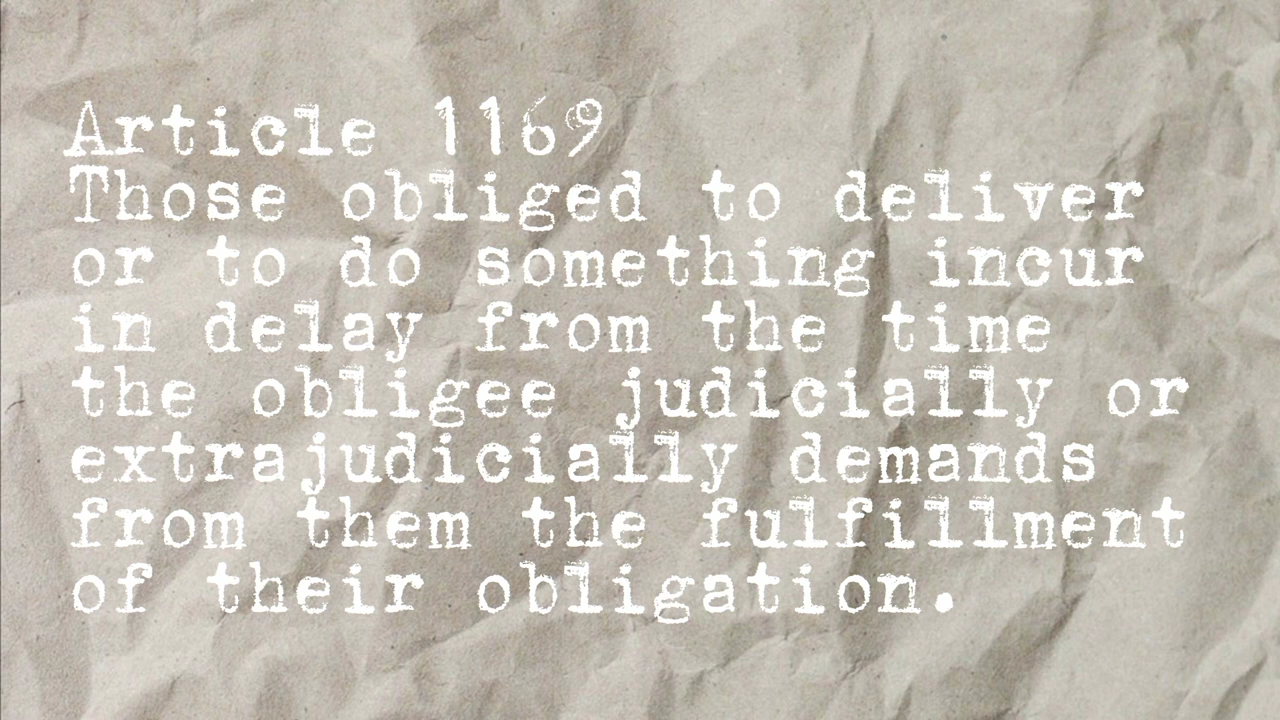 Article 1169
Those obliged to deliver
or to do something incur
in delay from the time
the obligee judicially or
extrajudicially demands
from them the fulfillment
of their obligation.